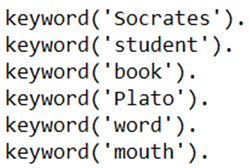 keyword('Socrates').
keyword('student').
keyword('book').
keyword('Plato').
keyword('word').
keyword('mouth').